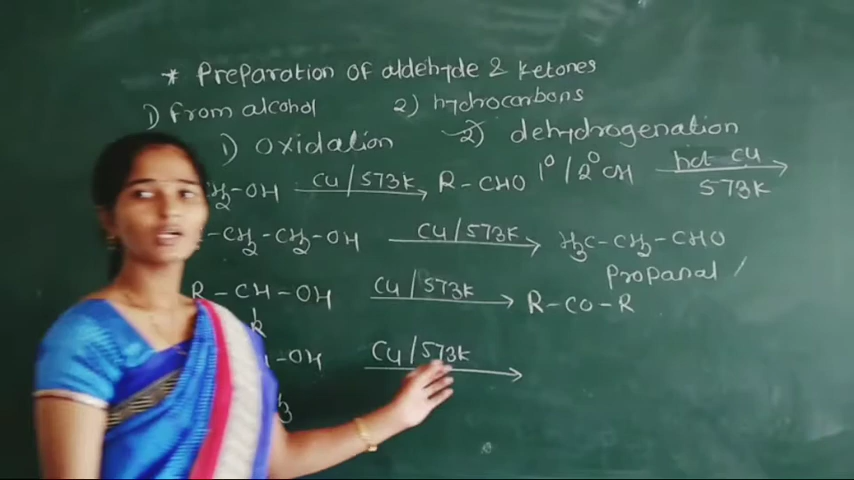 * Preparation of aldehyde & ketones
1) From alcohol 2) hydrocarbons
1) oxidation 2) dehydrogenation
H2-OH Cu/573K R-CHO 1°/2° OH hot Cu 573K
-CH2-CH2-OH Cu/573K H3C-CH2-CHO
Propanal
R-CH-OH Cu/573K R-CO-R
R
-OH Cu/573K
3